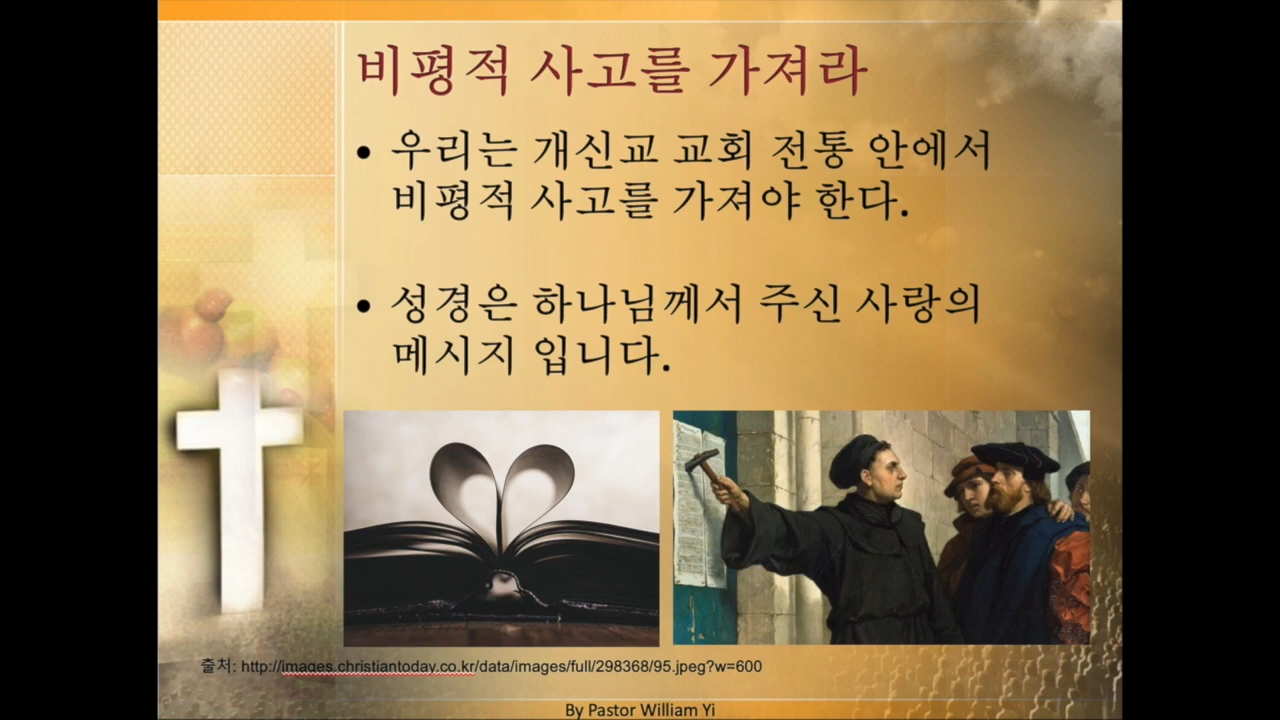 비평적 사고를 가져라
• 우리는 개신교 교회 전통 안에서
비평적 사고를 가져야 한다.
• 성경은 하나님께서 주신 사랑의
메시지 입니다.
출처: http://images.christiantoday.co.kr/data/images/full/298368/95.jpeg?w=600
By Pastor William Yi